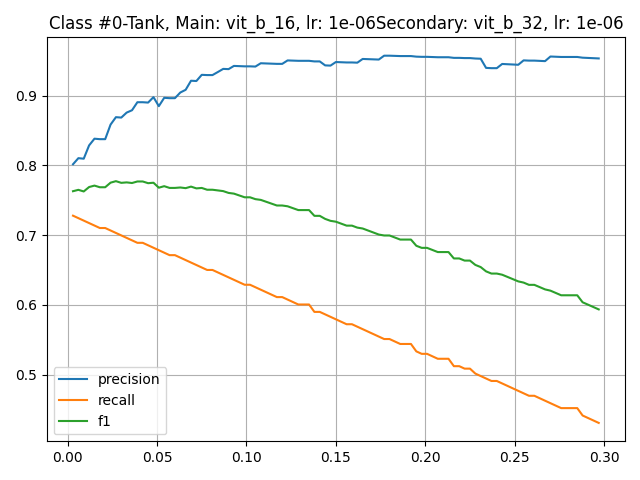 Class #0-Tank, Main: vit_b_16, lr: 1e-06Secondary: vit_b_32, lr: 1e-06
0.9
0.8
0.7
0.6
0.5
precision
recall
f1
0.00 0.05 0.10 0.15 0.20 0.25 0.30